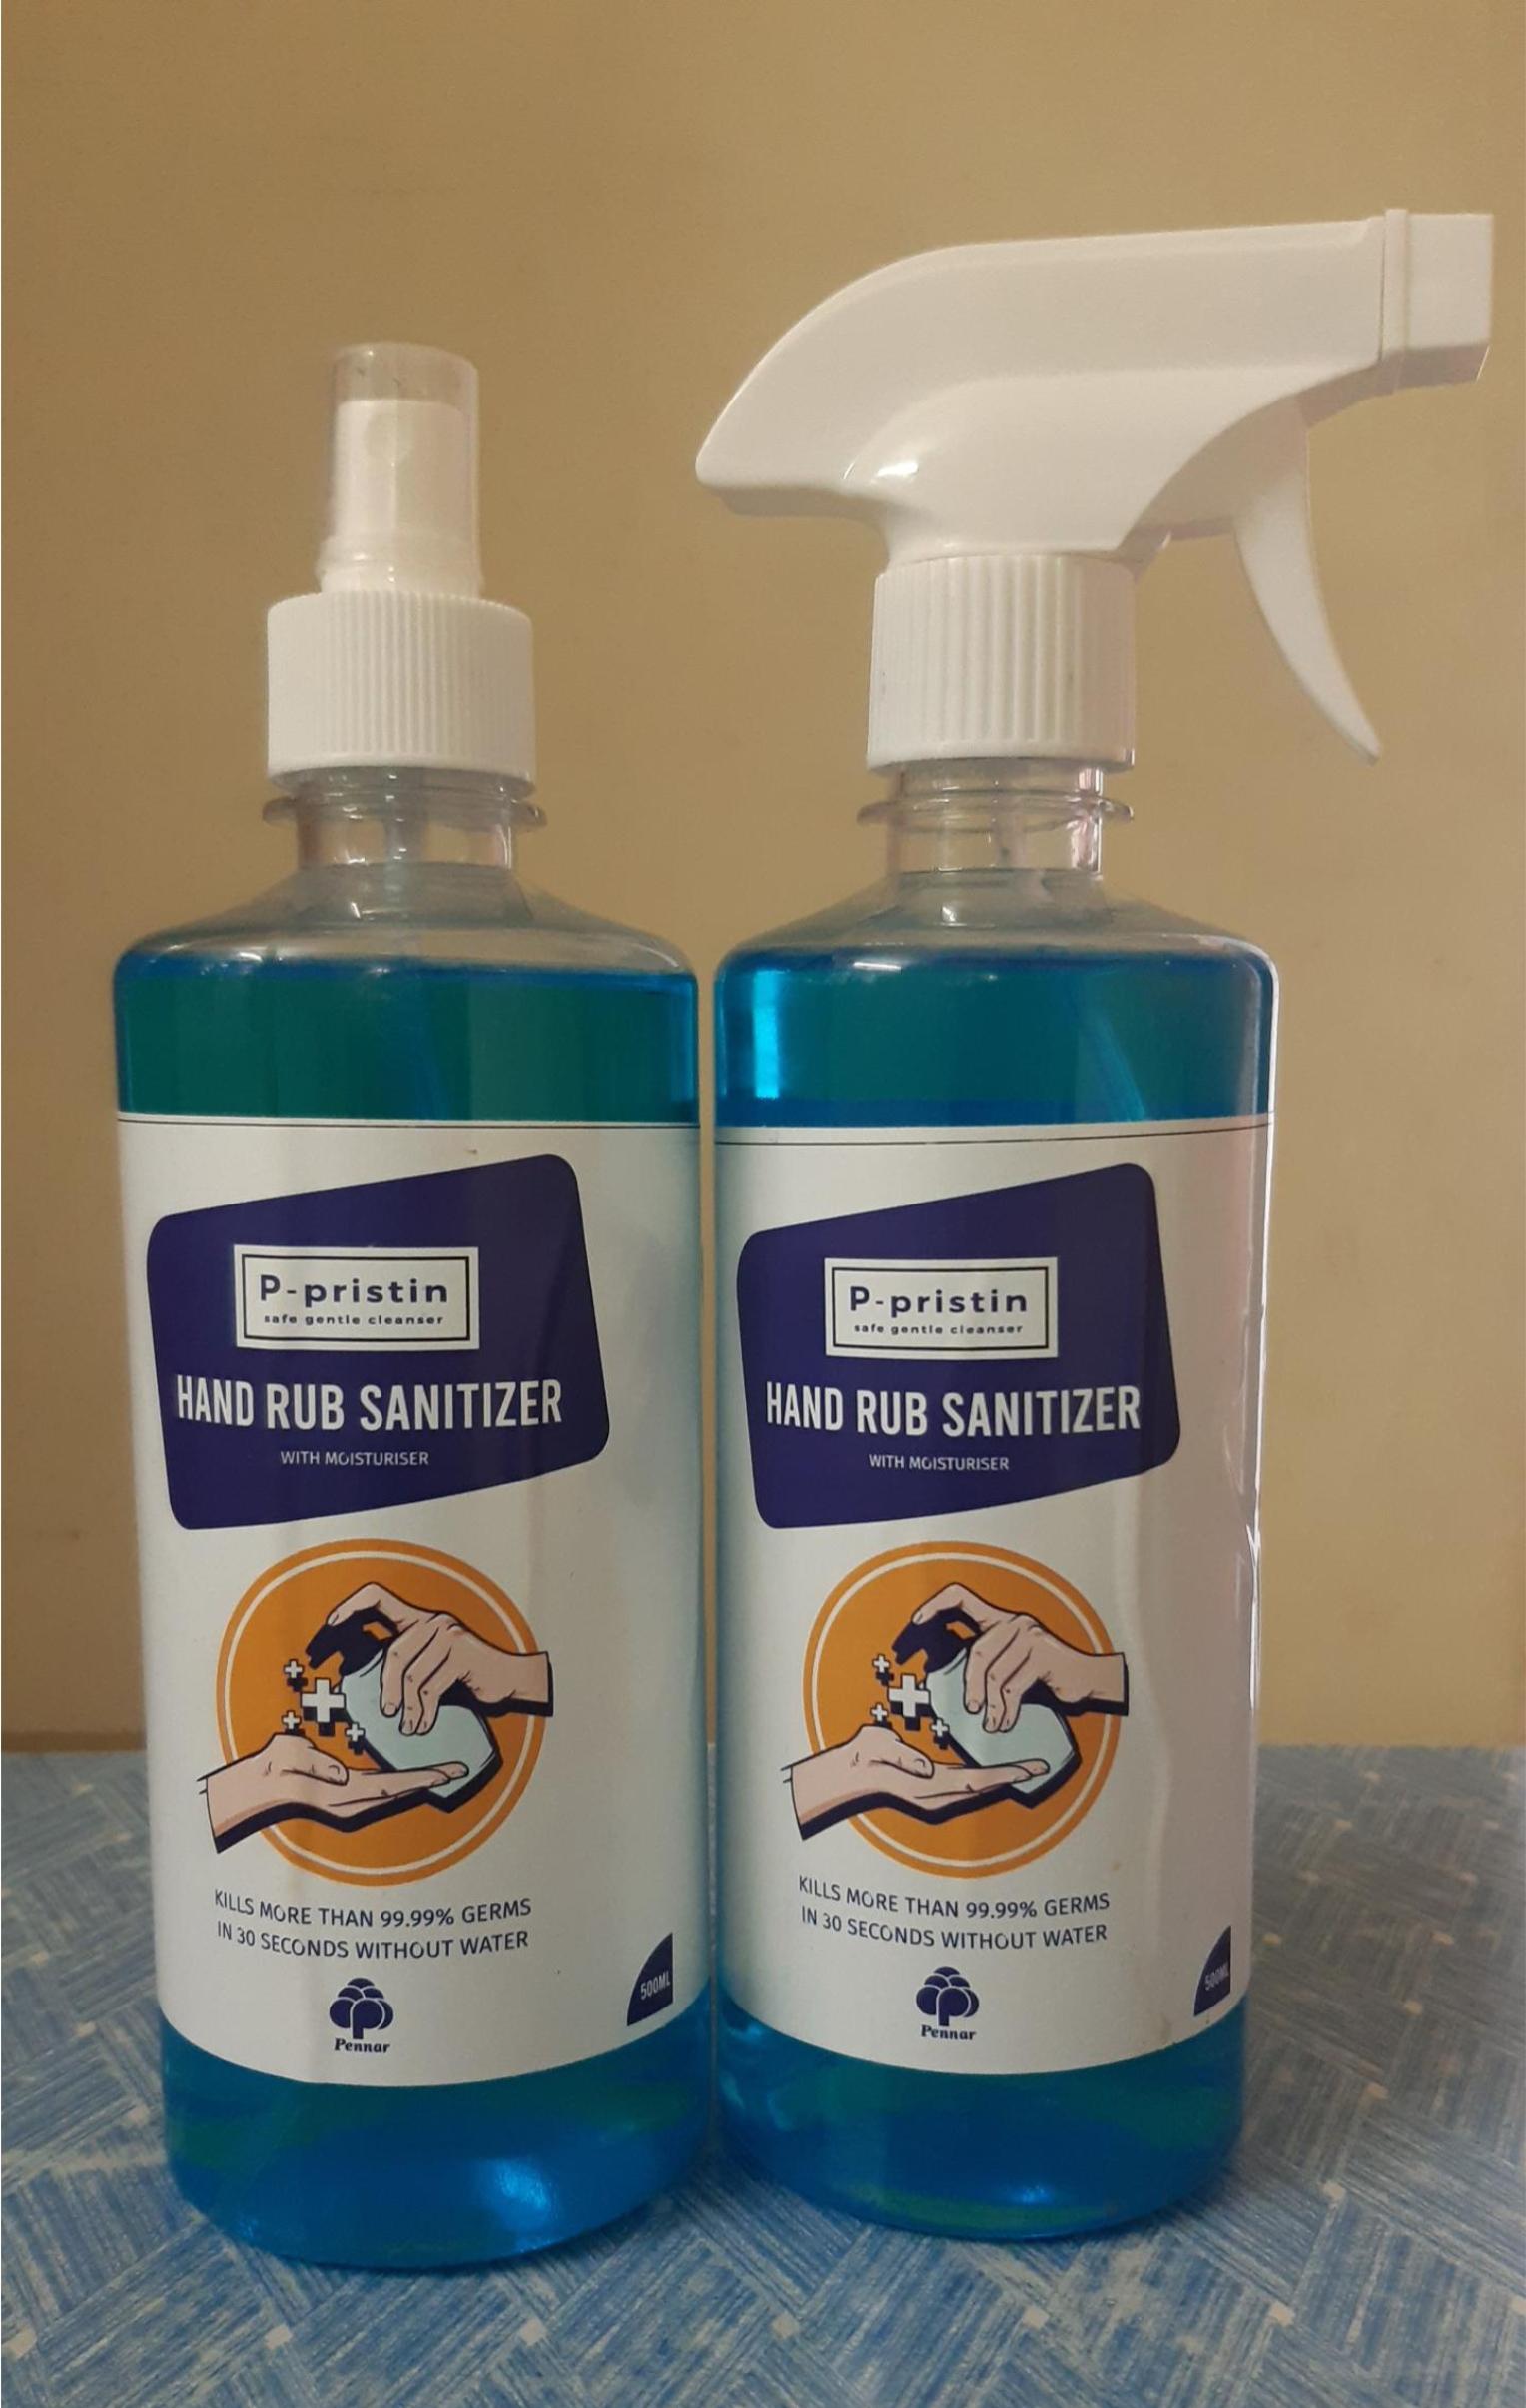 P-pristin
safe gentle cleanser
HAND RUB SANITIZER
WITH MOISTURISER
KILLS MORE THAN 99.99% GERMS
IN 30 SECONDS WITHOUT WATER
500ML
Pennar
P-pristin
safe gentle cleanser
HAND RUB SANITIZER
WITH MOISTURISER
KILLS MORE THAN 99.99% GERMS
IN 30 SECONDS WITHOUT WATER
500ML
Pennar